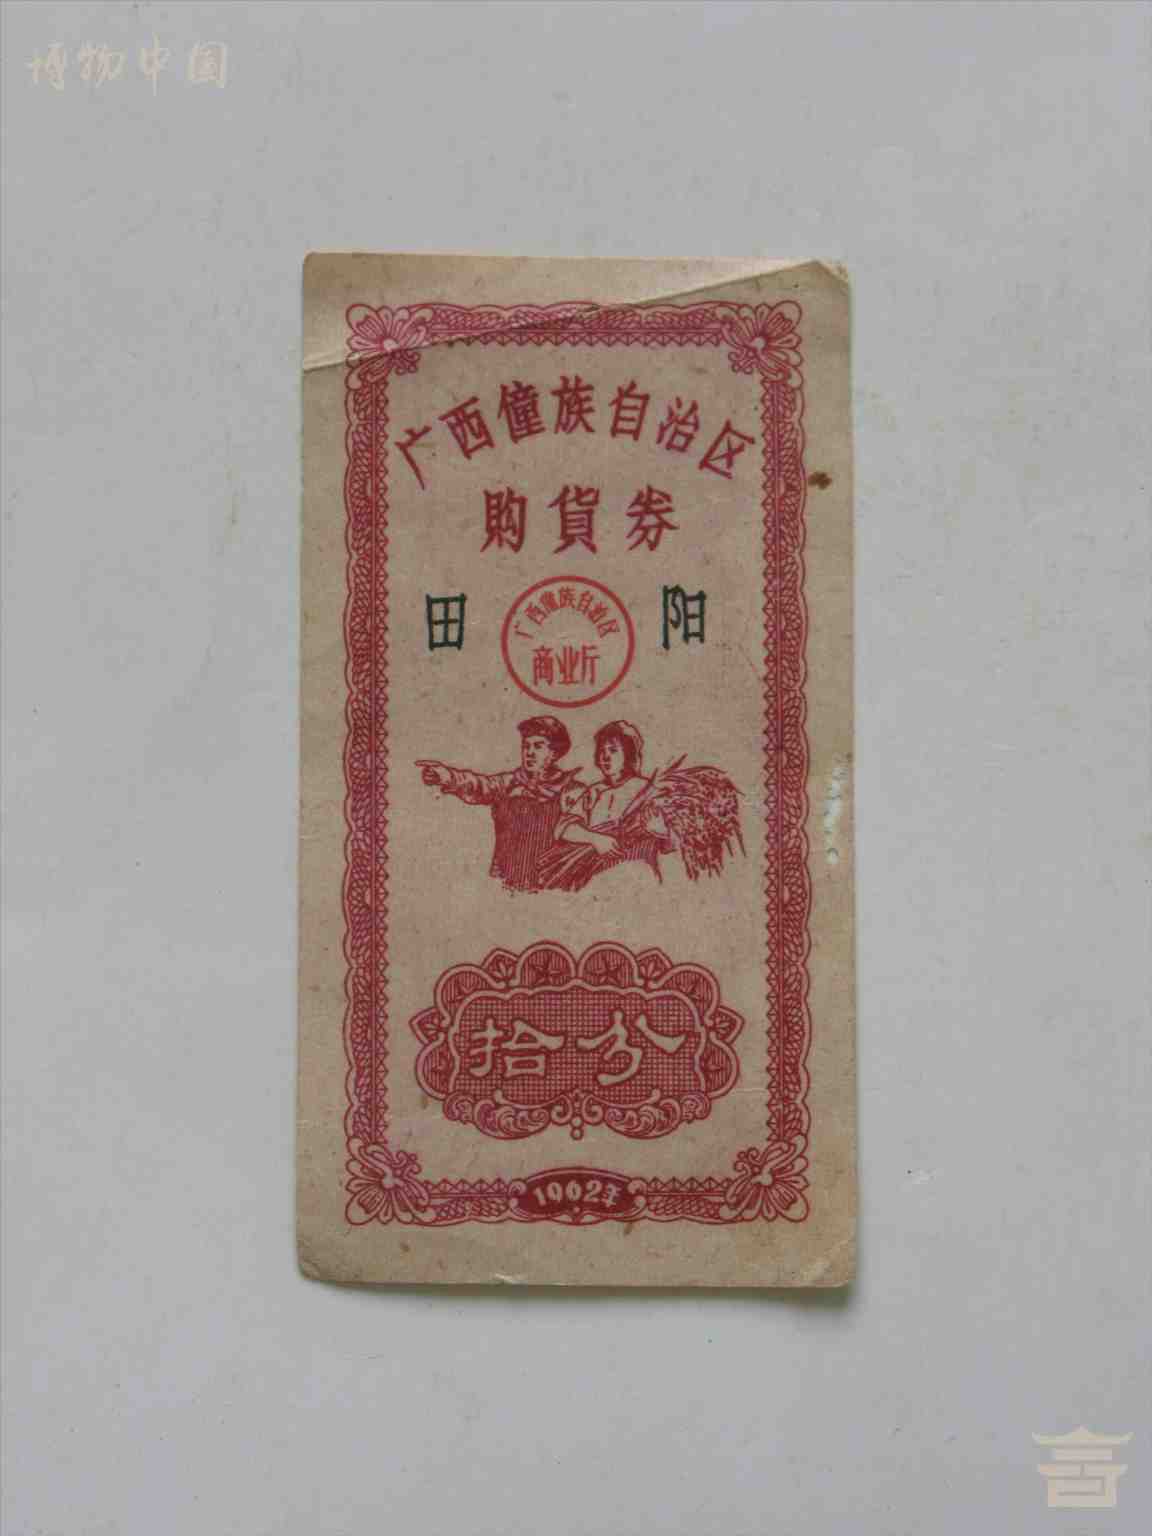 博物中国
广西僮族自治区
购貨券
田 阳
广西僮族自治区
商业厅
拾分
1962年